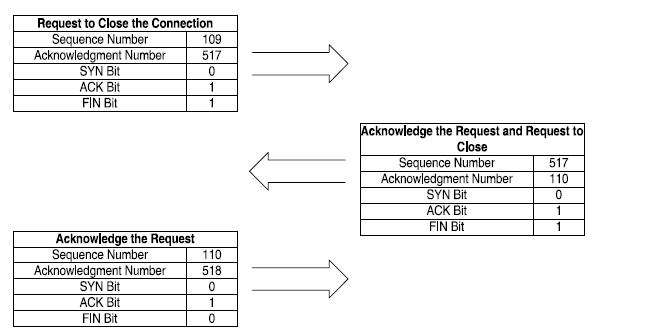 Request to Close the Connection
Sequence Number 109
Acknowledgment Number 517
SYN Bit 0
ACK Bit 1
FIN Bit 1
Acknowledge the Request and Request to
Close
Sequence Number 517
Acknowledgment Number 110
SYN Bit 0
ACK Bit 1
FIN Bit 1
Acknowledge the Request
Sequence Number 110
Acknowledgment Number 518
SYN Bit 0
ACK Bit 1
FIN Bit 0